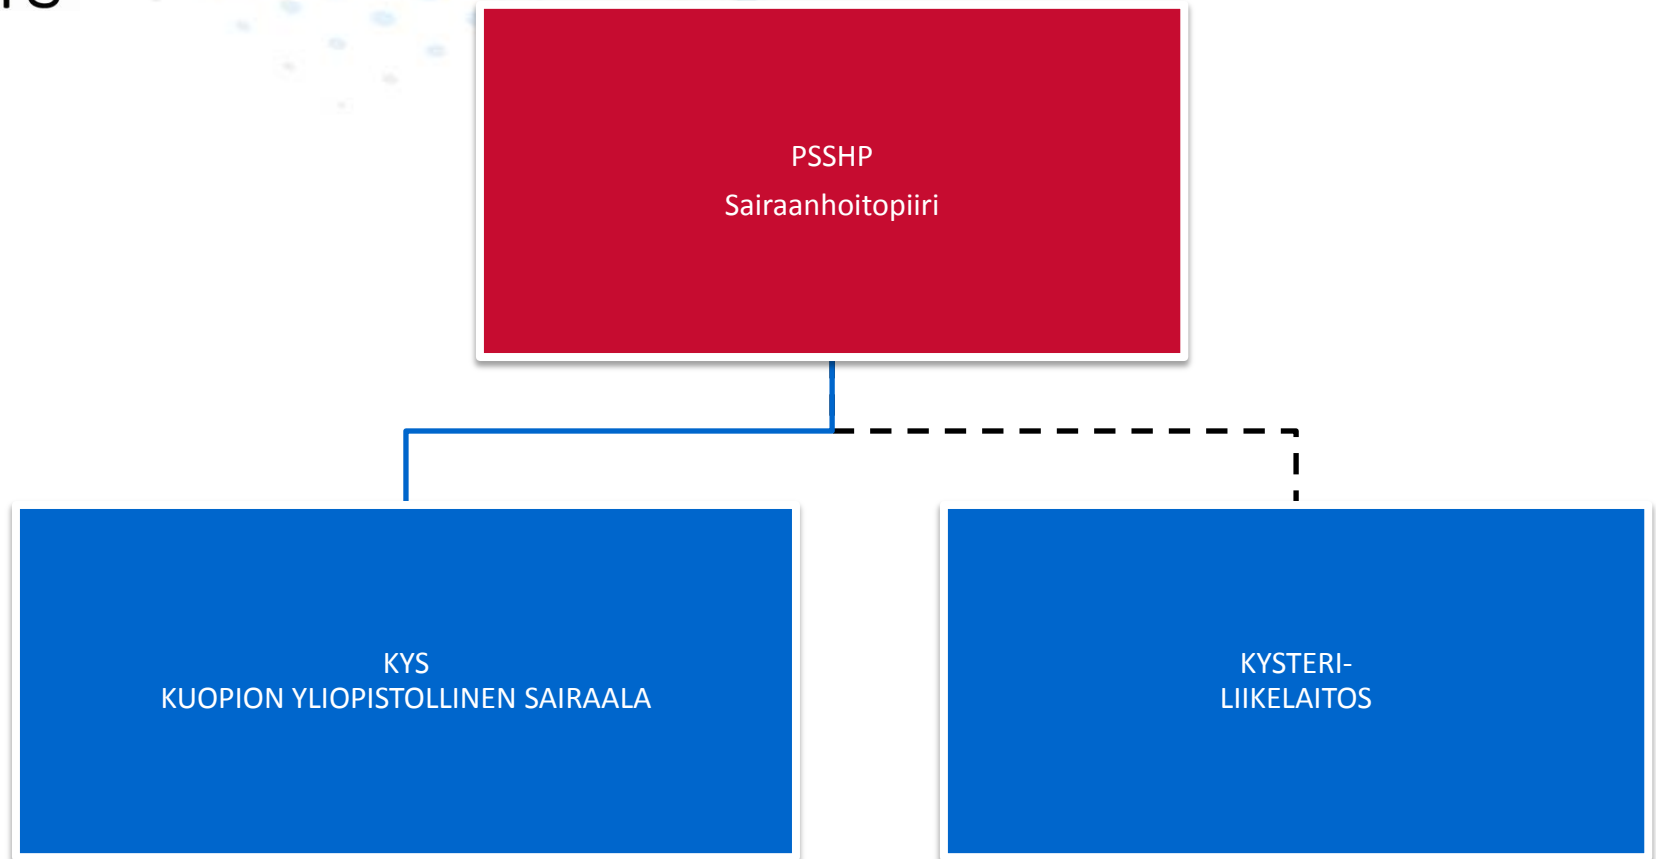 PSSHP
Sairaanhoitopiiri
KYS
KUOPION YLIOPISTOLLINEN SAIRAALA
KYSTERI-
LIIKELAITOS